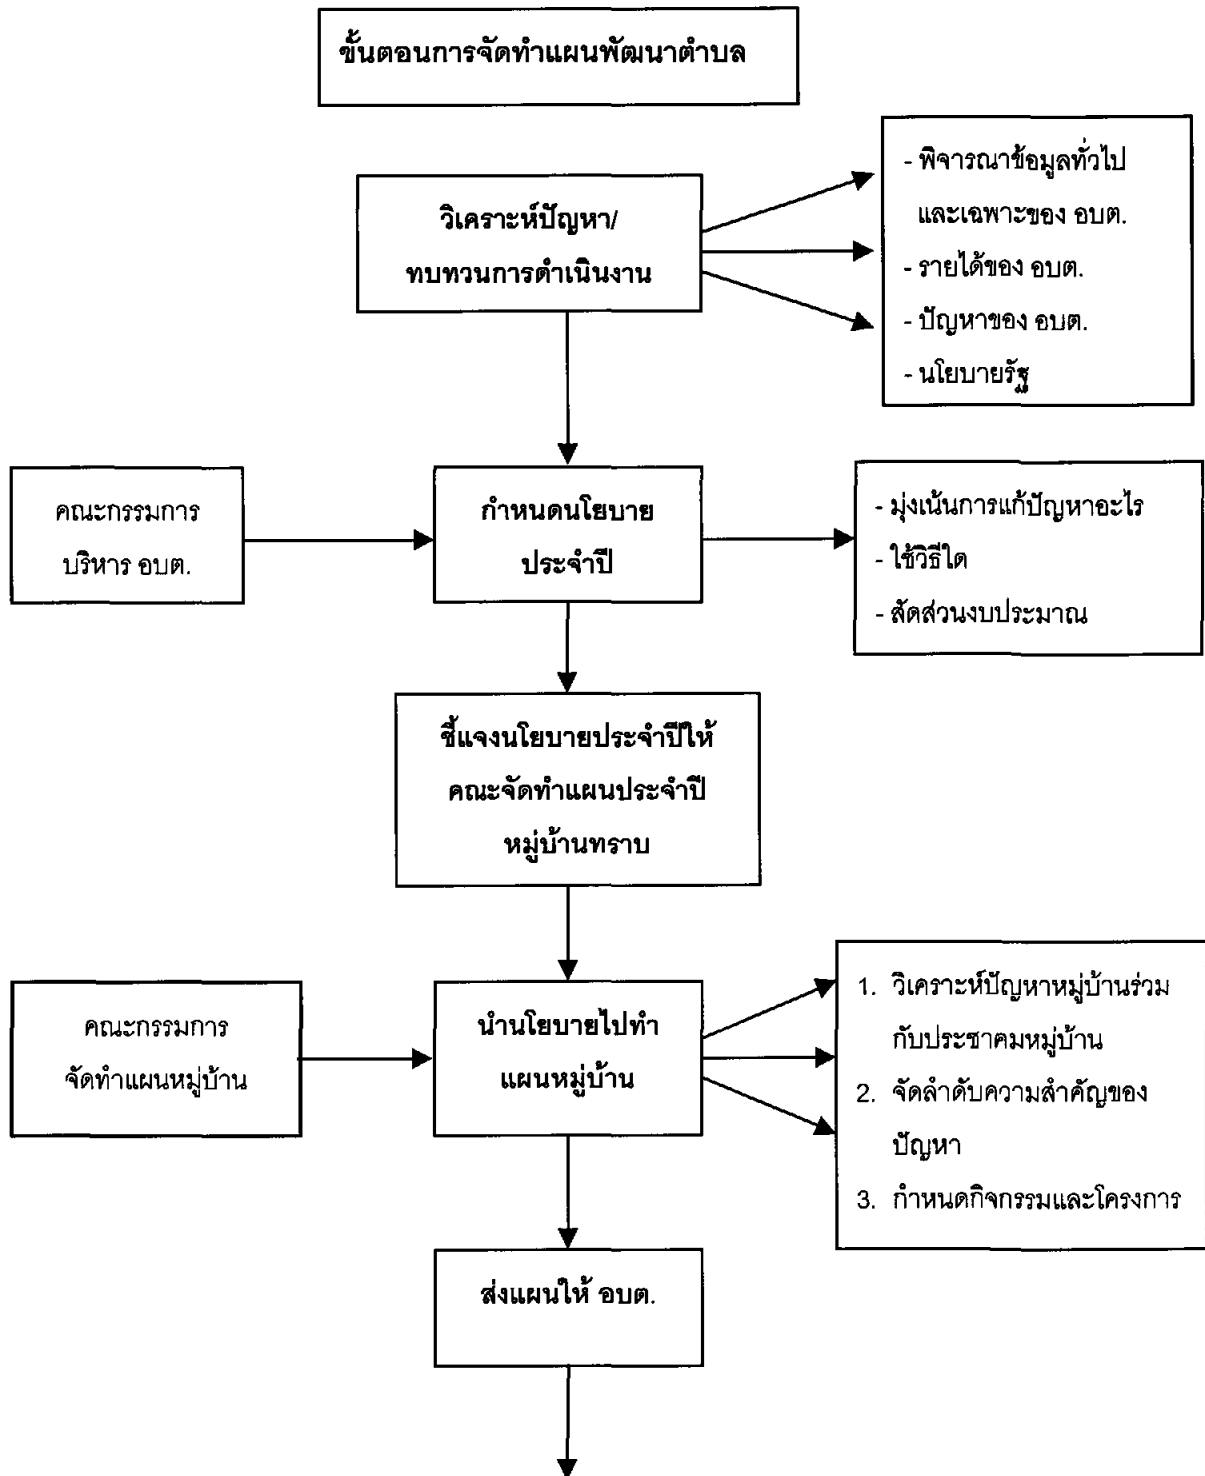 ขั้นตอนการจัดทำแผนพัฒนาตำบล
วิเคราะห์ปัญหา/
ทบทวนการดำเนินงาน
- พิจารณาข้อมูลทั่วไป
และเฉพาะของ อบต.
- รายได้ของ อบต.
- ปัญหาของ อบต.
- นโยบายรัฐ
คณะกรรมการ
บริหาร อบต.
กำหนดนโยบาย
ประจำปี
- มุ่งเน้นการแก้ปัญหาอะไร
- ใช้วิธีใด
- สัดส่วนงบประมาณ
ชี้แจงนโยบายประจำปีให้
คณะจัดทำแผนประจำปี
หมู่บ้านทราบ
คณะกรรมการ
จัดทำแผนหมู่บ้าน
นำนโยบายไปทำ
แผนหมู่บ้าน
1. วิเคราะห์ปัญหาหมู่บ้านร่วม
กับประชาคมหมู่บ้าน
2. จัดลำดับความสำคัญของ
ปัญหา
3. กำหนดกิจกรรมและโครงการ
ส่งแผนให้ อบต.